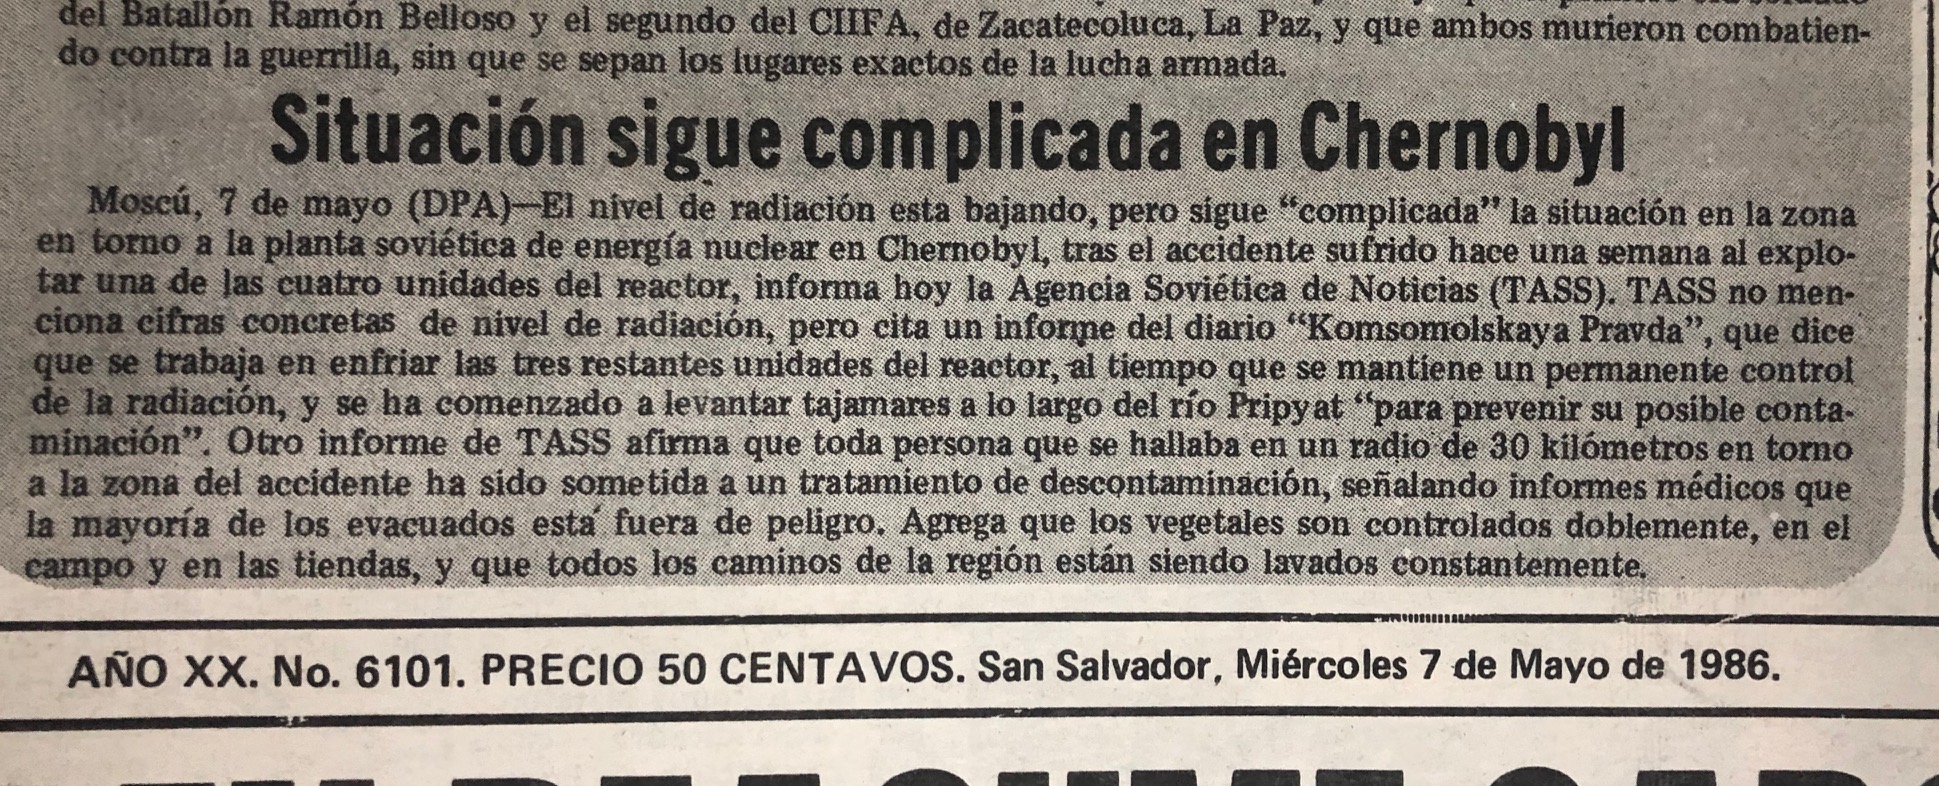 del Batallón Ramón Belloso y el segundo del CIIFA, de Zacatecoluca, La Paz, y que ambos murieron combatien-
do contra la guerrilla, sin que se sepan los lugares exactos de la lucha armada.
Situación sigue complicada en Chernobyl
Moscú, 7 de mayo (DPA)—El nivel de radiación esta bajando, pero sigue “complicada” la situación en la zona
en torno a la planta soviética de energía nuclear en Chernobyl, tras el accidente sufrido hace una semana al explo-
tar una de las cuatro unidades del reactor, informa hoy la Agencia Soviética de Noticias (TASS). TASS no men-
ciona cifras concretas de nivel de radiación, pero cita un informe del diario “Komsomolskaya Pravda”, que dice
que se trabaja en enfriar las tres restantes unidades del reactor, al tiempo que se mantiene un permanente control
de la radiación, y se ha comenzado a levantar tajamares a lo largo del río Pripyat “para prevenir su posible conta-
minación”. Otro informe de TASS afirma que toda persona que se hallaba en un radio de 30 kilómetros en torno
a la zona del accidente ha sido sometida a un tratamiento de descontaminación, señalando informes médicos que
la mayoría de los evacuados está fuera de peligro. Agrega que los vegetales son controlados doblemente, en el
campo y en las tiendas, y que todos los caminos de la región están siendo lavados constantemente.
AÑO XX. No. 6101. PRECIO 50 CENTAVOS. San Salvador, Miércoles 7 de Mayo de 1986.